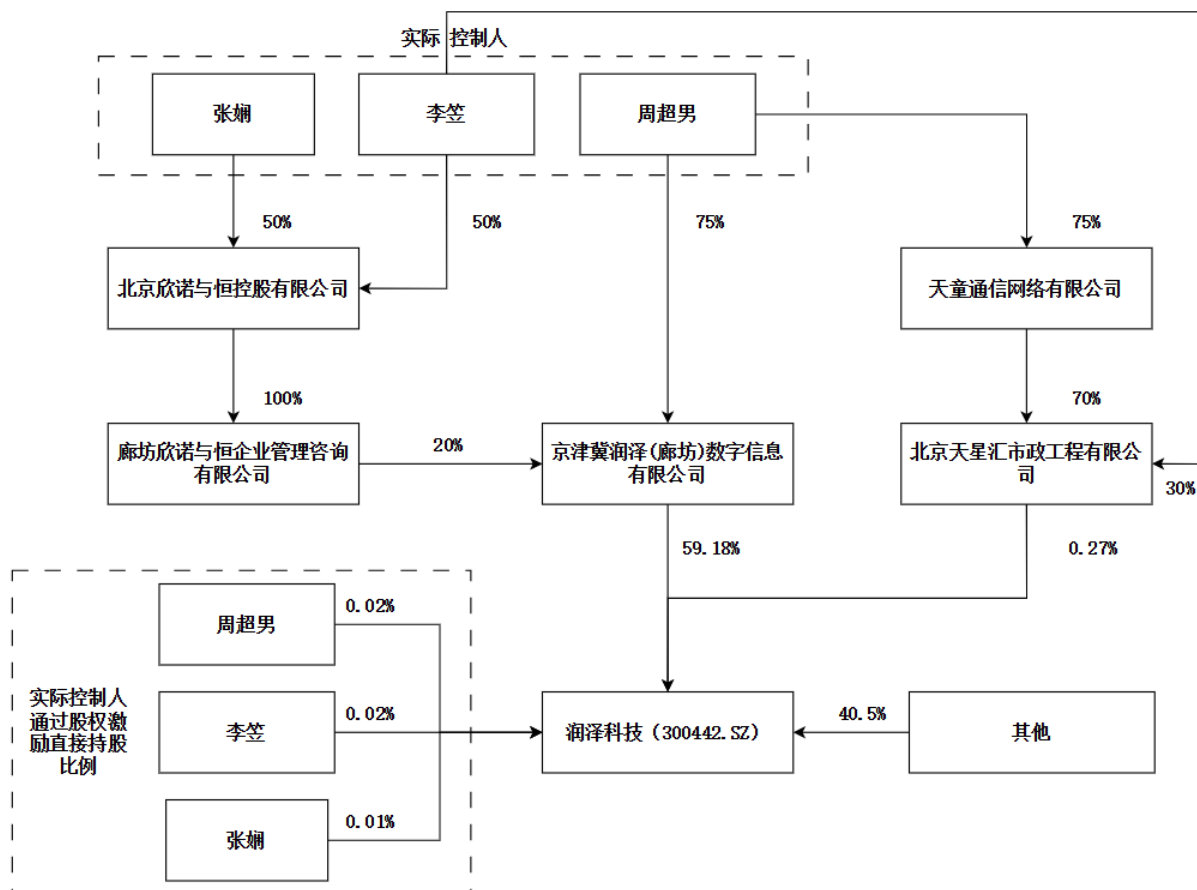 实际 控制人
张娴
李笠
周超男
50%
50%
75%
75%
北京欣诺与恒控股有限公司
天童通信网络有限公司
100%
70%
廊坊欣诺与恒企业管理咨询
有限公司
20%
京津冀润泽(廊坊)数字信息
有限公司
北京天星汇市政工程有限公
司
30%
59.18%
0.27%
实际控制人
通过股权激
励直接持股
比例
周超男
0.02%
李笠
0.02%
张娴
0.01%
润泽科技（300442.SZ）
40.5%
其他